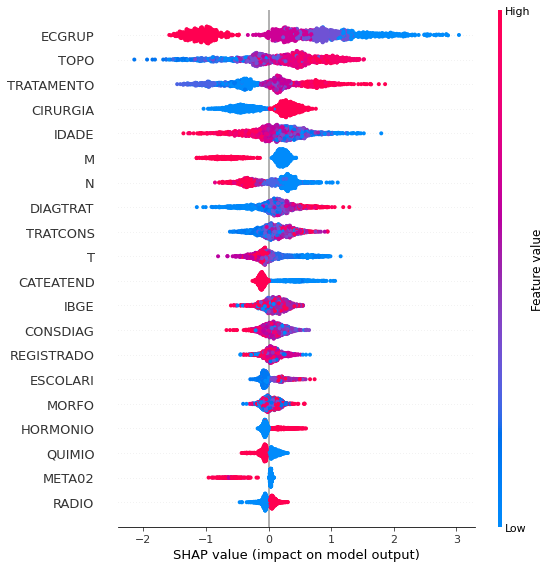 High
ECGRUP
TOPO
TRATAMENTO
CIRURGIA
IDADE
M
N
DIAGTRAT
TRATCONS
T
CATEATEND
IBGE
CONSDIAG
REGISTRADO
ESCOLARI
MORFO
HORMONIO
QUIMIO
META02
RADIO
Feature value
Low
−2 −1 0 1 2 3
SHAP value (impact on model output)